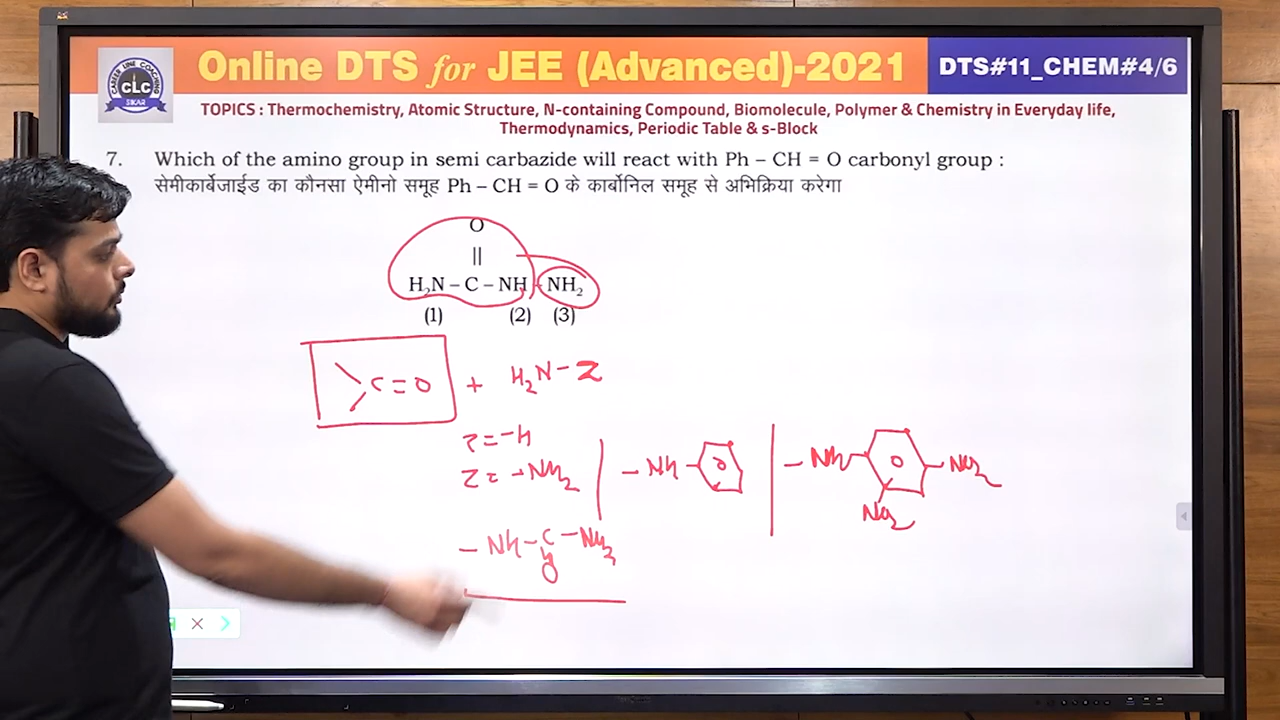 Online DTS for JEE (Advanced)-2021
DTS#11_CHEM#4/6
CAREER LINE COACHING
CLC
SIKAR
TOPICS : Thermochemistry, Atomic Structure, N-containing Compound, Biomolecule, Polymer & Chemistry in Everyday life,
Thermodynamics, Periodic Table & s-Block
7. Which of the amino group in semi carbazide will react with Ph – CH = O carbonyl group :
सेमीकार्बेजाईड का कौनसा ऐमीनो समूह Ph – CH = O के कार्बोनिल समूह से अभिक्रिया करेगा
O
||
H₂N – C – NH - NH₂
(1) (2) (3)
C=O + H₂N-Z
Z=-H
Z= -NH₂ | -NH- | -NH- -NO₂
NO₂
- NH-C-NH₂
O